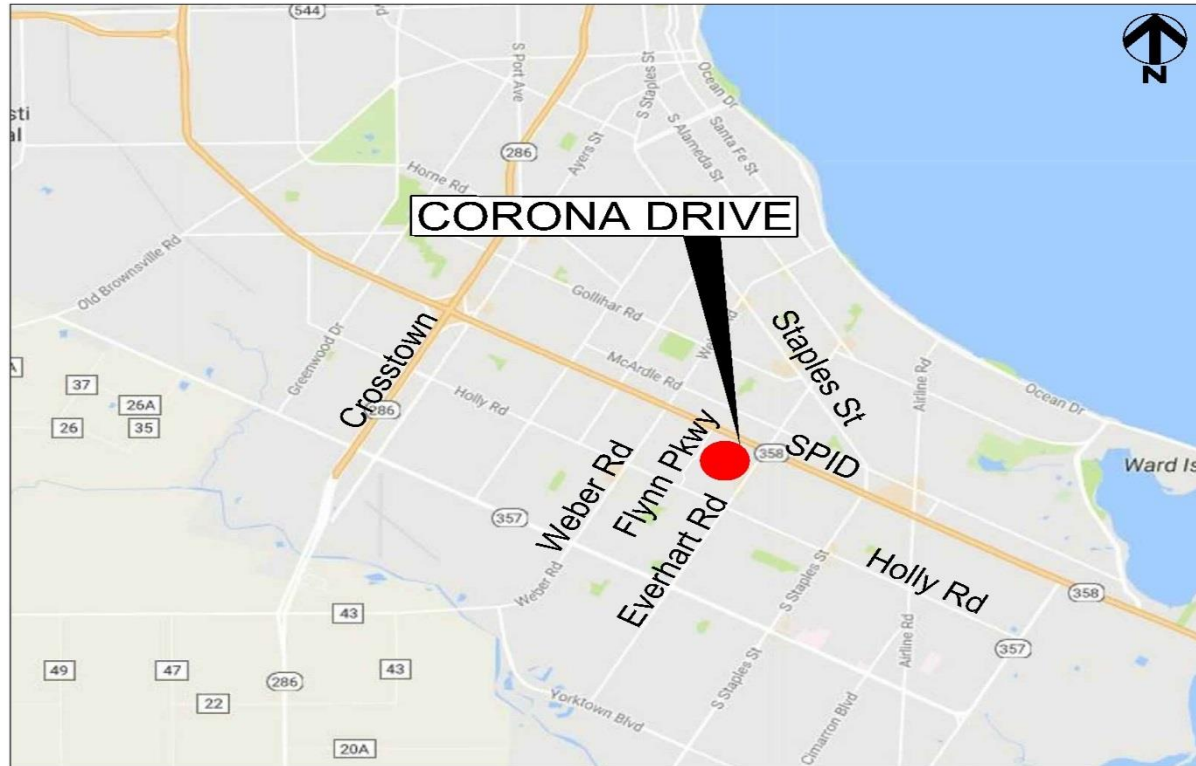 544
N
sti
al
S Port Ave
S Staples St
Ocean Dr
Santa Fe St
S Alameda St
286
Ayers St
Horne Rd
CORONA DRIVE
Old Brownsville Rd
Gollihar Rd
Greenwood Dr
Crosstown
McArdle Rd
Staples St
Airline Rd
Ocean Dr
37
26A
26
35
286
Holly Rd
Weber Rd
Flynn Pkwy
358
SPID
Ward Is
357
Everhart Rd
Holly Rd
S Staples St
358
Weber Rd
43
Airline Rd
357
49
47
43
286
22
Yorktown Blvd
S Staples St
Cimarron Blvd
20A